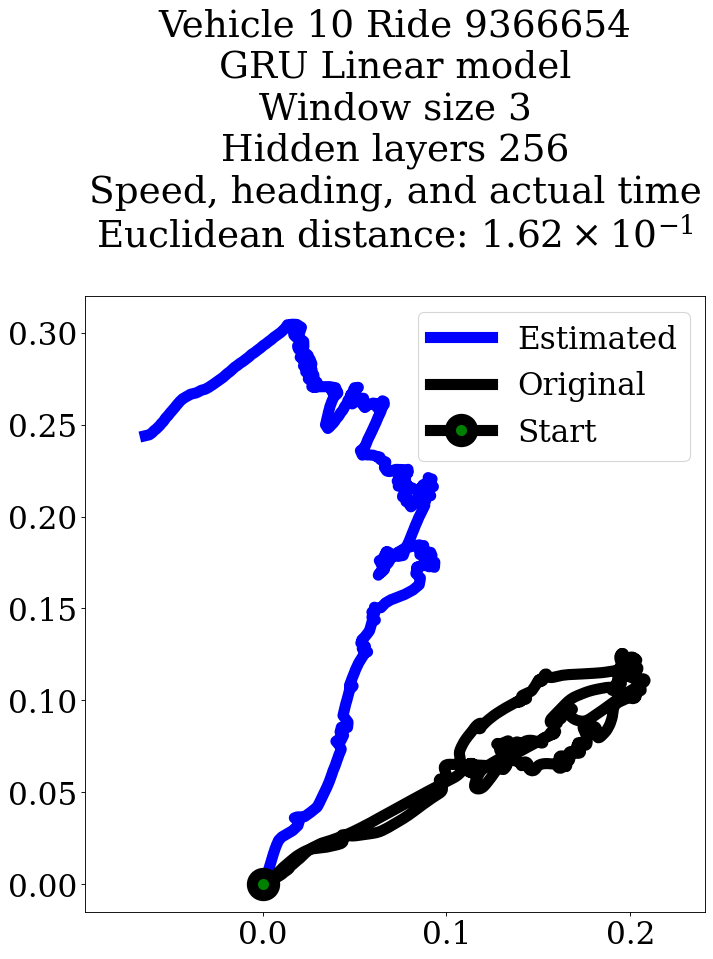 Vehicle 10 Ride 9366654
GRU Linear model
Window size 3
Hidden layers 256
Speed, heading, and actual time
Euclidean distance: 1.62 × 10⁻¹
Estimated
Original
Start
0.30
0.25
0.20
0.15
0.10
0.05
0.00
0.0 0.1 0.2